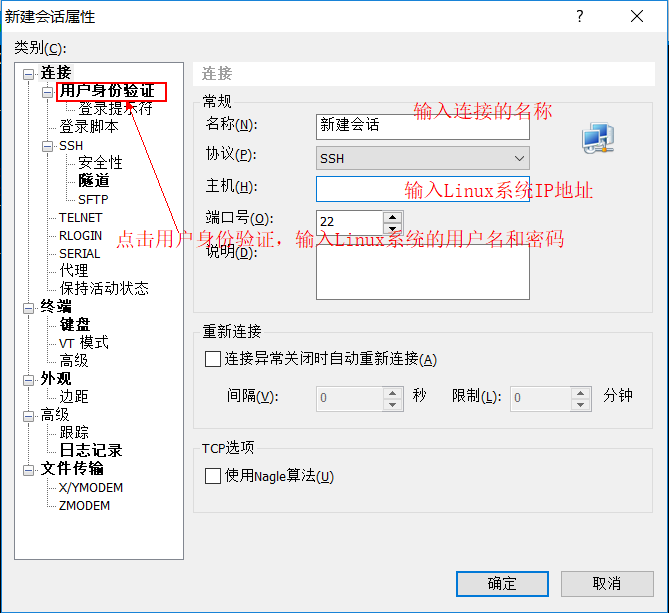 新建会话属性
类别(C):
连接
用户身份验证
登录提示符
登录脚本
SSH
安全性
隧道
SFTP
TELNET
RLOGIN
SERIAL
代理
保持活动状态
终端
键盘
VT 模式
高级
外观
边距
高级
跟踪
日志记录
文件传输
X/YMODEM
ZMODEM
连接
常规
名称(N):
新建会话
输入连接的名称
协议(P):
SSH
主机(H):
输入Linux系统IP地址
端口号(O):
22
点击用户身份验证，输入Linux系统的用户名和密码
说明(D):
重新连接
连接异常关闭时自动重新连接(A)
间隔(V): 0 秒 限制(L): 0 分钟
TCP选项
使用Nagle算法(U)
确定 取消